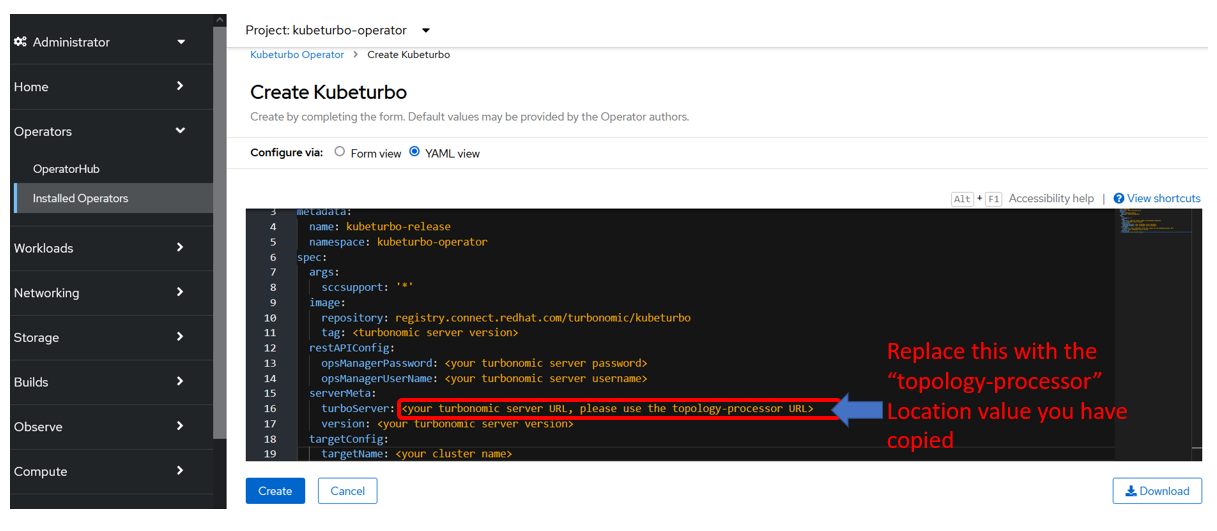 Administrator
Home
Operators
OperatorHub
Installed Operators
Workloads
Networking
Storage
Builds
Observe
Compute
Project: kubeturbo-operator
Kubeturbo Operator > Create Kubeturbo
Create Kubeturbo
Create by completing the form. Default values may be provided by the Operator authors.
Configure via: Form view YAML view
Alt + F1 Accessibility help | View shortcuts
3 metadata:
4 name: kubeturbo-release
5 namespace: kubeturbo-operator
6 spec:
7 args:
8 sccsupport: '*'
9 image:
10 repository: registry.connect.redhat.com/turbonomic/kubeturbo
11 tag: <turbonomic server version>
12 restAPIConfig:
13 opsManagerPassword: <your turbonomic server password>
14 opsManagerUserName: <your turbonomic server username>
15 serverMeta:
16 turboServer: <your turbonomic server URL, please use the topology-processor URL>
17 version: <your turbonomic server version>
18 targetConfig:
19 targetName: <your cluster name>
Replace this with the
“topology-processor”
Location value you have
copied
Create Cancel Download